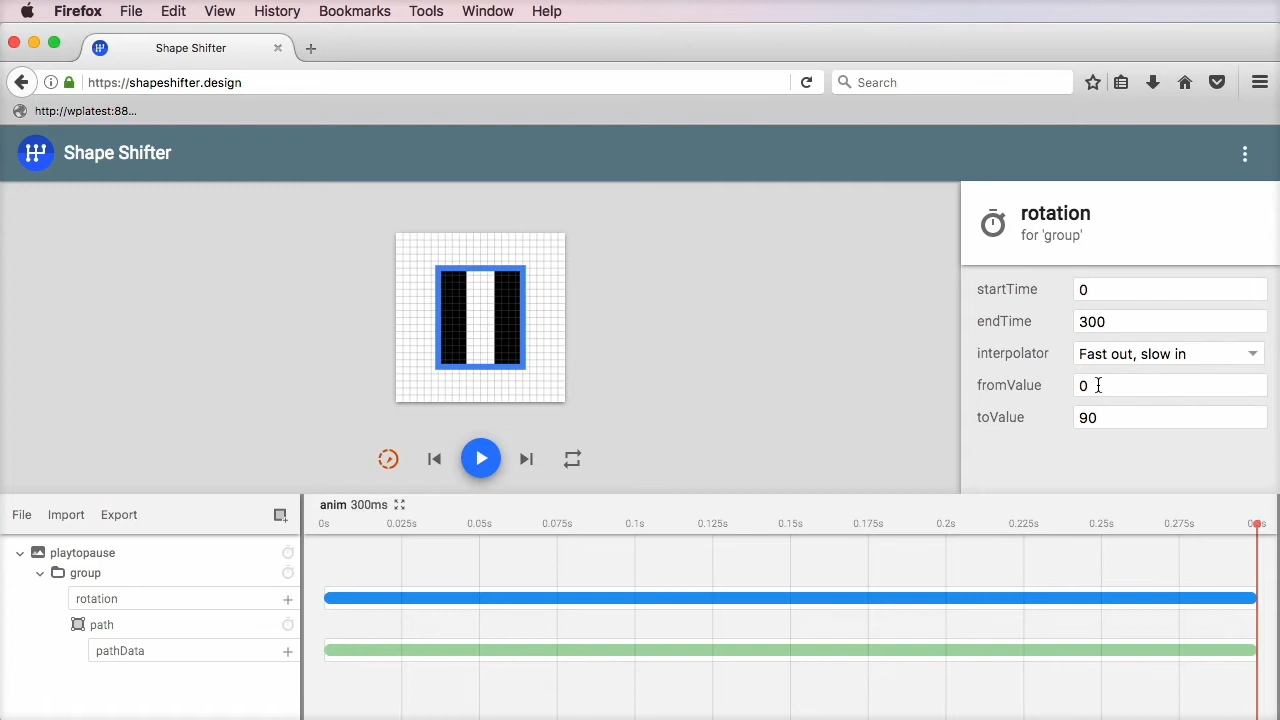 Firefox File Edit View History Bookmarks Tools Window Help
Shape Shifter
https://shapeshifter.design
Search
http://wplatest:88...
Shape Shifter
rotation
for 'group'
startTime 0
endTime 300
interpolator Fast out, slow in
fromValue 0
toValue 90
anim 300ms
File Import Export
0s 0.025s 0.05s 0.075s 0.1s 0.125s 0.15s 0.175s 0.2s 0.225s 0.25s 0.275s
playtopause
group
rotation
path
pathData